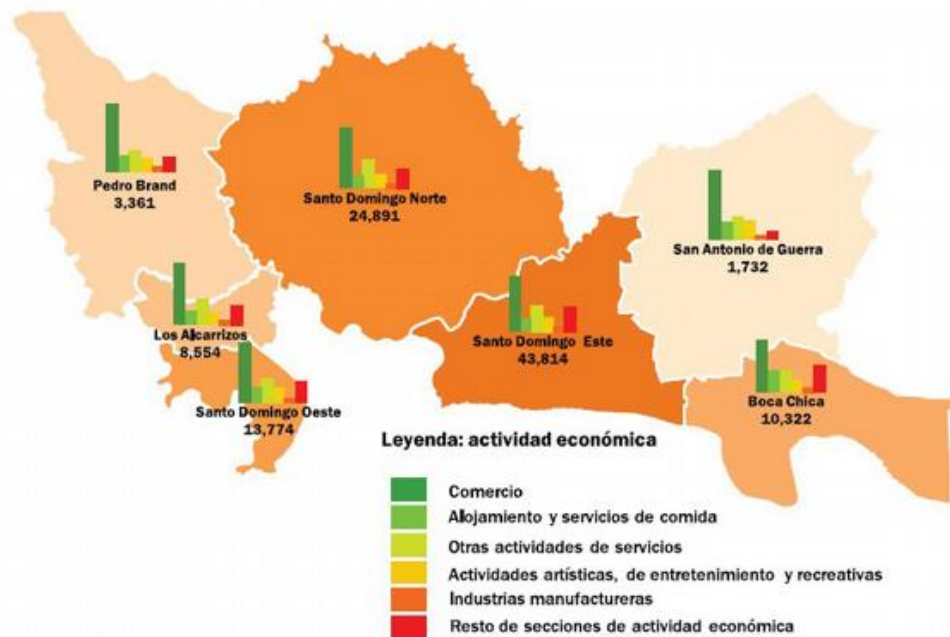 Pedro Brand
3,361
Santo Domingo Norte
24,891
San Antonio de Guerra
1,732
Los Alcarrizos
8,554
Santo Domingo Este
43,814
Santo Domingo Oeste
13,774
Boca Chica
10,322
Leyenda: actividad económica
Comercio
Alojamiento y servicios de comida
Otras actividades de servicios
Actividades artísticas, de entretenimiento y recreativas
Industrias manufactureras
Resto de secciones de actividad económica